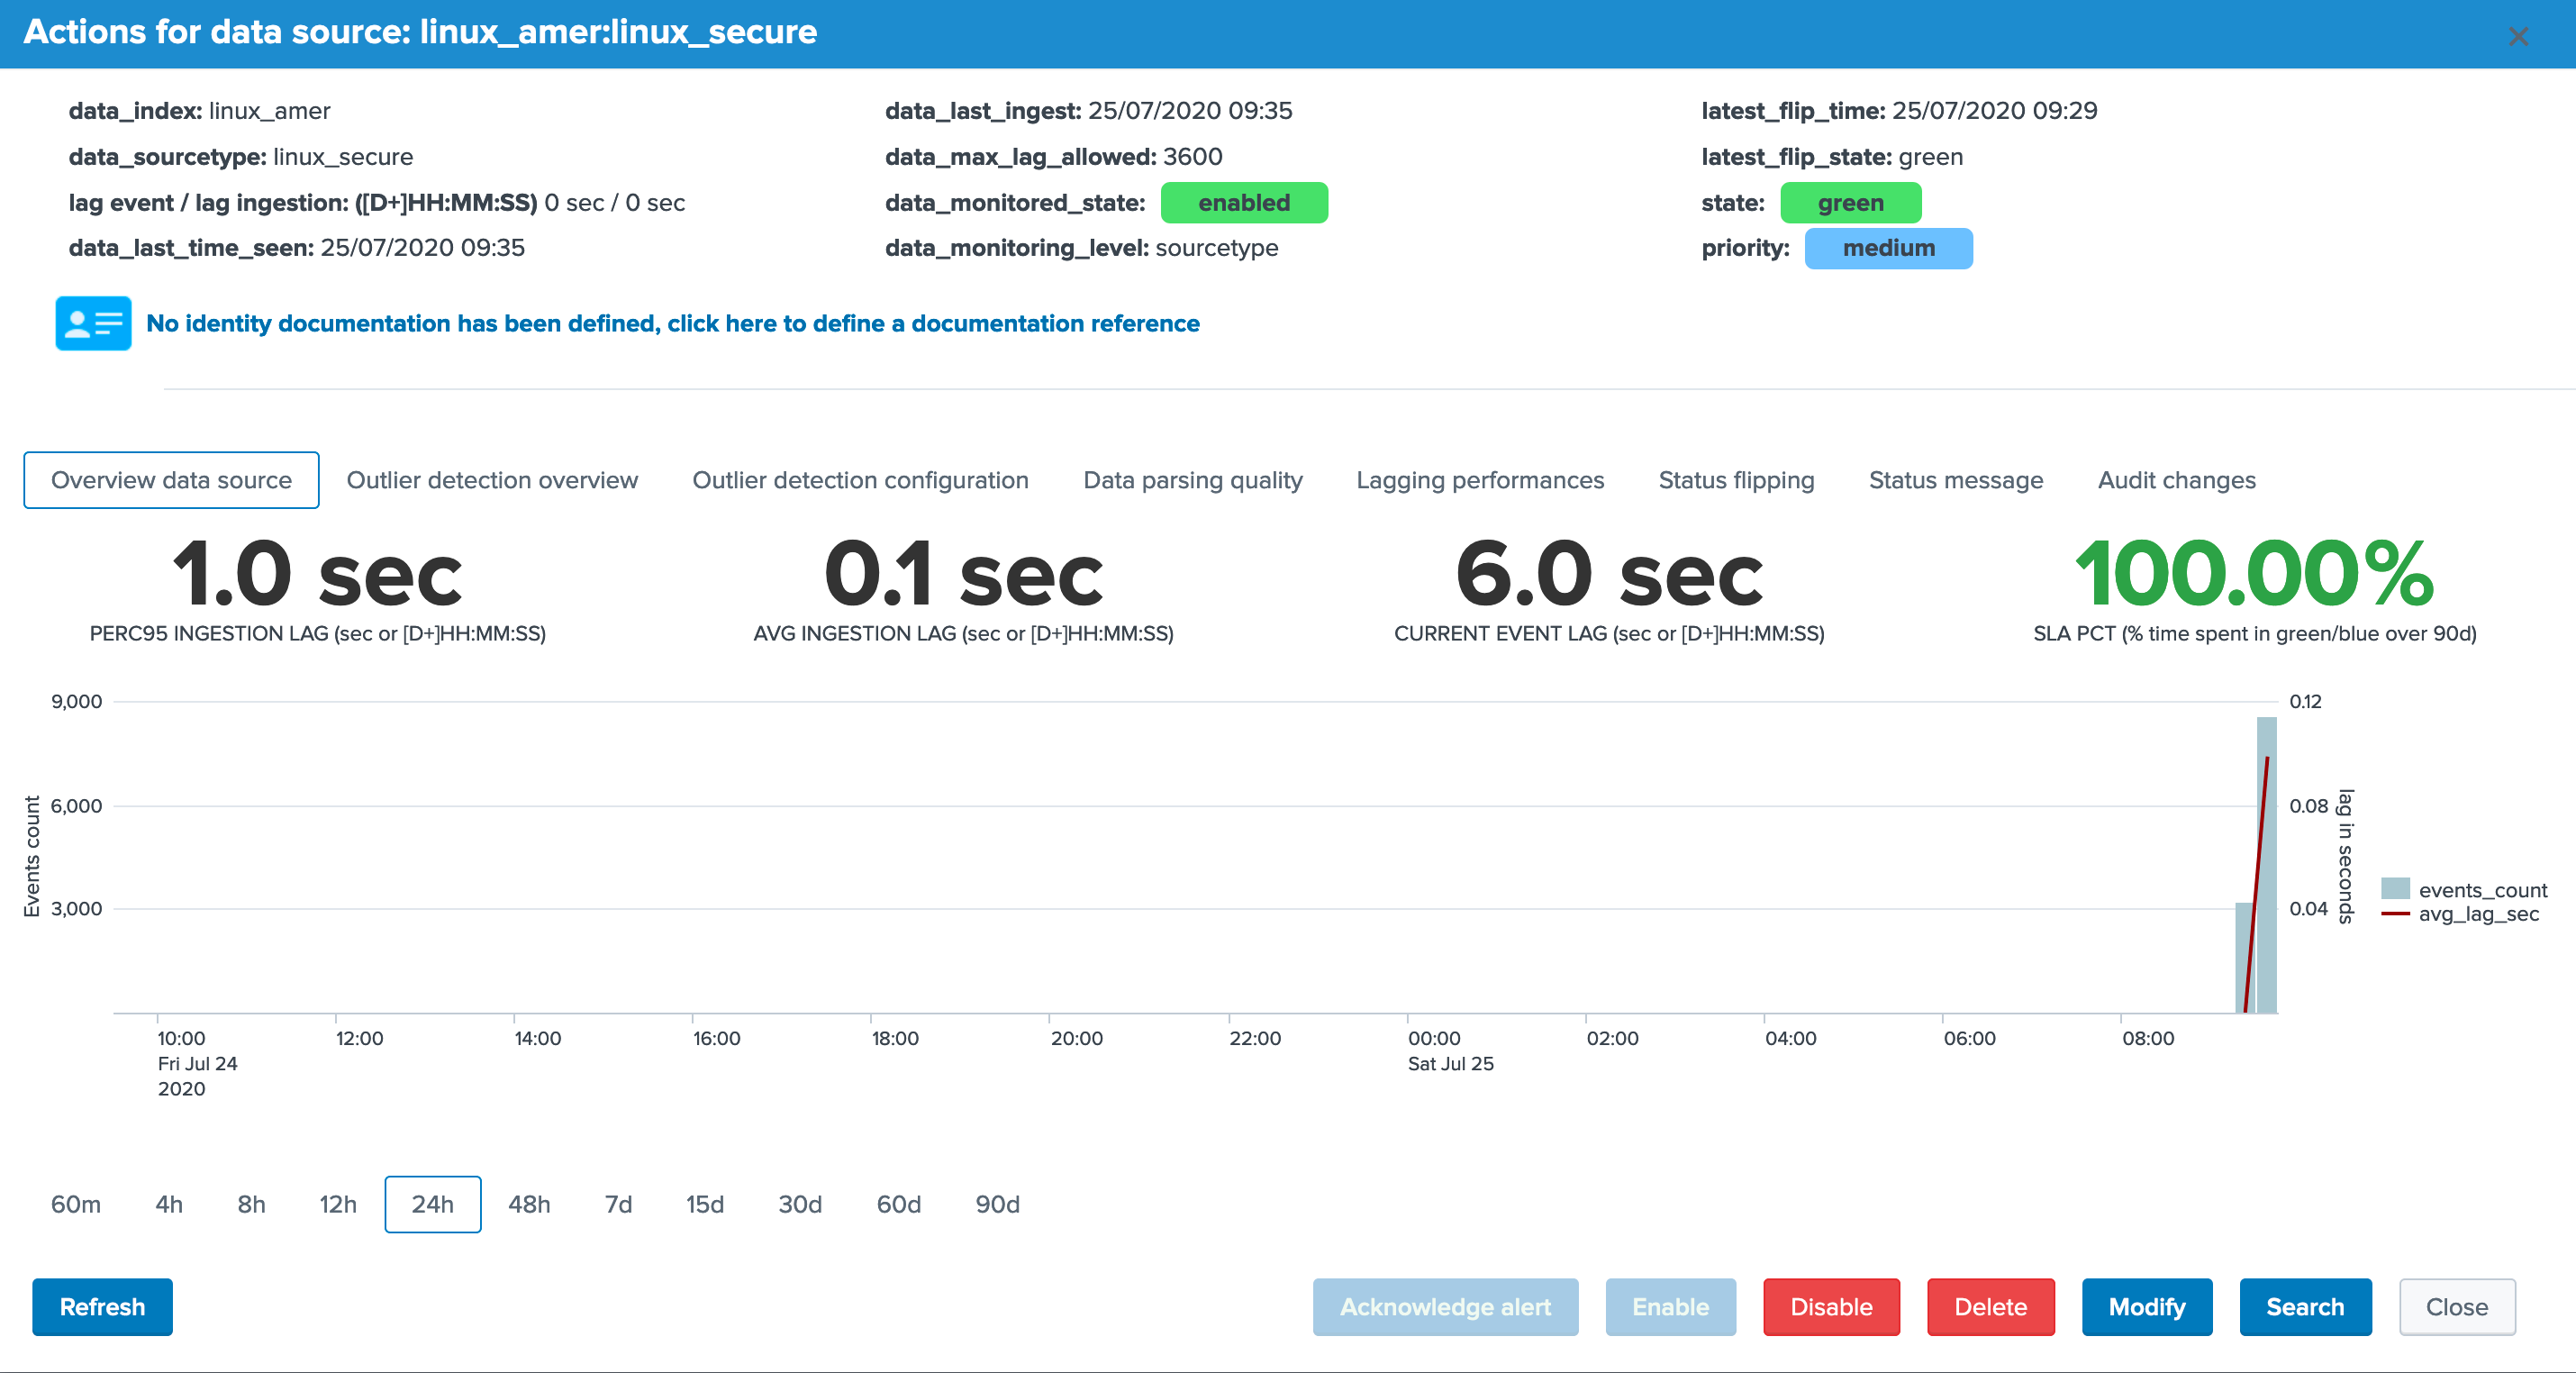 Actions for data source: linux_amer:linux_secure
data_index: linux_amer
data_sourcetype: linux_secure
lag event / lag ingestion: ([D+]HH:MM:SS) 0 sec / 0 sec
data_last_time_seen: 25/07/2020 09:35
data_last_ingest: 25/07/2020 09:35
data_max_lag_allowed: 3600
data_monitored_state: enabled
data_monitoring_level: sourcetype
latest_flip_time: 25/07/2020 09:29
latest_flip_state: green
state: green
priority: medium
No identity documentation has been defined, click here to define a documentation reference
Overview data source Outlier detection overview Outlier detection configuration Data parsing quality Lagging performances Status flipping Status message Audit changes
1.0 sec
PERC95 INGESTION LAG (sec or [D+]HH:MM:SS)
0.1 sec
AVG INGESTION LAG (sec or [D+]HH:MM:SS)
6.0 sec
CURRENT EVENT LAG (sec or [D+]HH:MM:SS)
100.00%
SLA PCT (% time spent in green/blue over 90d)
Events count
9,000
6,000
3,000
0.12
0.08
0.04
lag in seconds
events_count
avg_lag_sec
10:00 12:00 14:00 16:00 18:00 20:00 22:00 00:00 02:00 04:00 06:00 08:00
Fri Jul 24 Sat Jul 25
2020
60m 4h 8h 12h 24h 48h 7d 15d 30d 60d 90d
Refresh Acknowledge alert Enable Disable Delete Modify Search Close